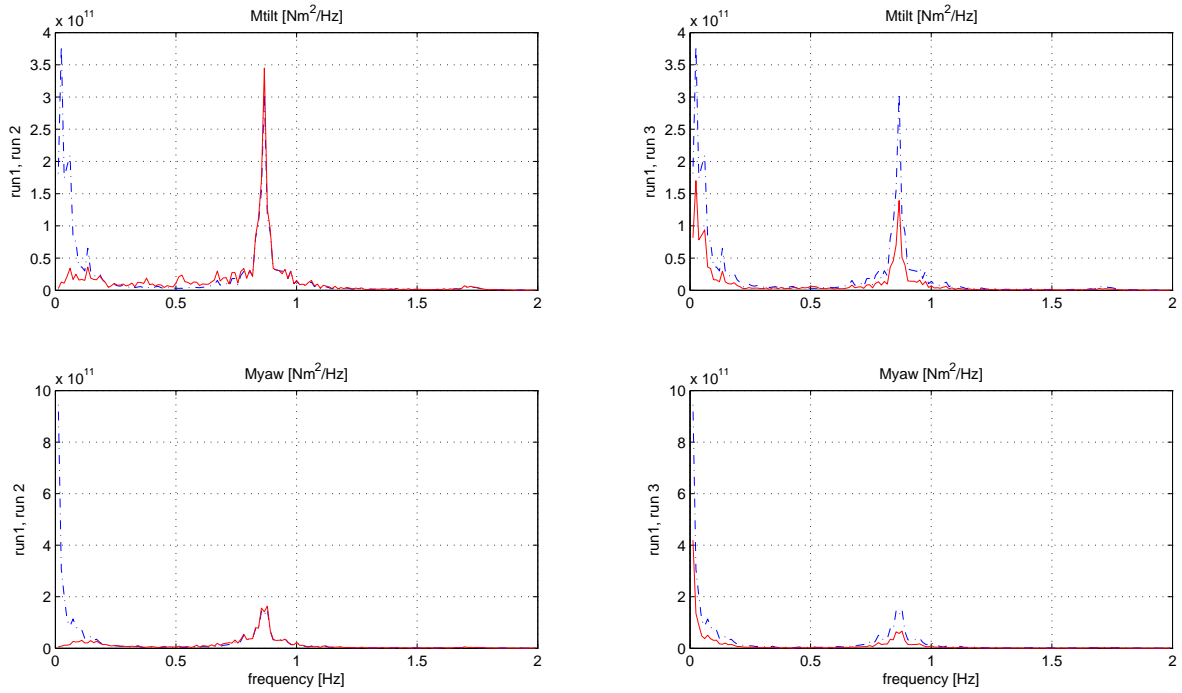 x 10^11
Mtilt [Nm^2/Hz]
4
3.5
3
2.5
2
1.5
1
0.5
0
run1, run 2
0 0.5 1 1.5 2
x 10^11
Mtilt [Nm^2/Hz]
4
3.5
3
2.5
2
1.5
1
0.5
0
run1, run 3
0 0.5 1 1.5 2
x 10^11
Myaw [Nm^2/Hz]
10
8
6
4
2
0
run1, run 2
0 0.5 1 1.5 2
frequency [Hz]
x 10^11
Myaw [Nm^2/Hz]
10
8
6
4
2
0
run1, run 3
0 0.5 1 1.5 2
frequency [Hz]